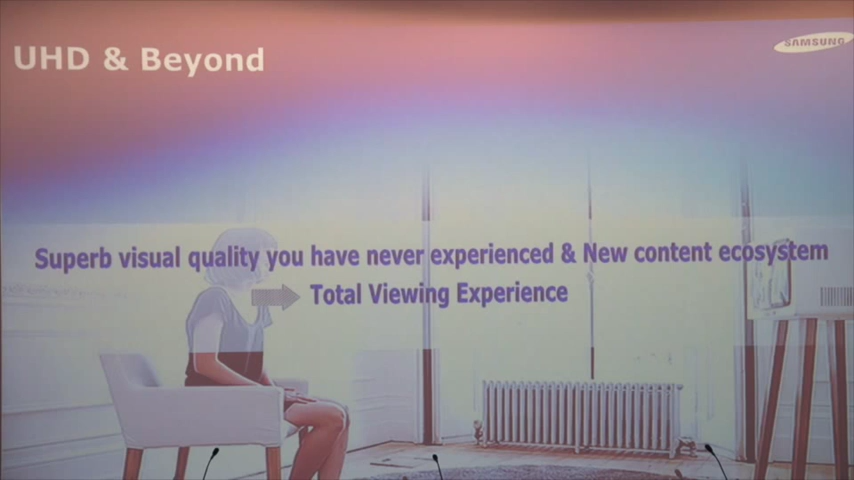 UHD & Beyond
SAMSUNG
Superb visual quality you have never experienced & New content ecosystem
Total Viewing Experience